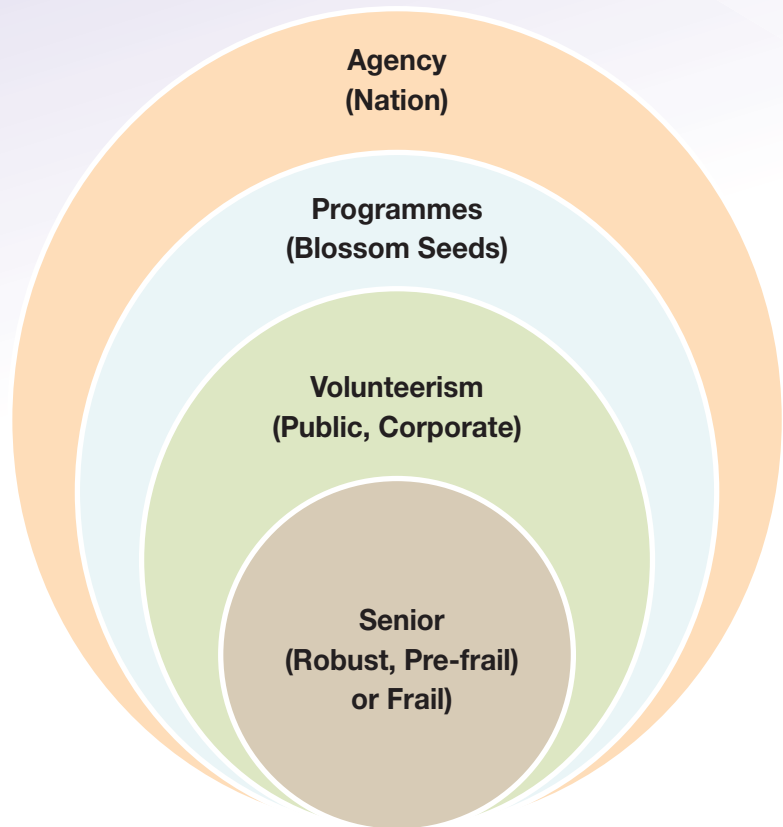 Agency
(Nation)
Programmes
(Blossom Seeds)
Volunteerism
(Public, Corporate)
Senior
(Robust, Pre-frail)
or Frail)